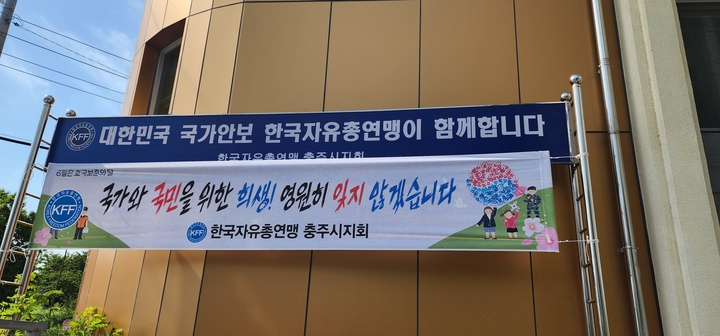 KFF
대한민국 국가안보 한국자유총연맹이 함께합니다
한국자유총연맹 충주시지회
6월은 호국보훈의 달
국가와 국민을 위한 희생! 영원히 잊지 않겠습니다
KFF
KFF 한국자유총연맹 충주시지회